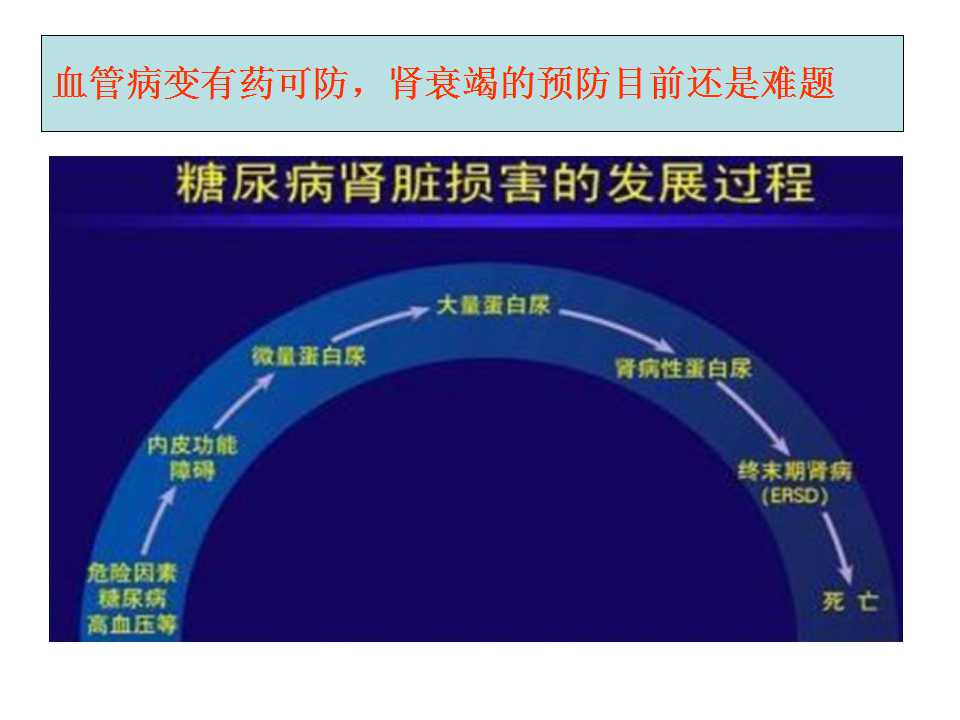 血管病变有药可防，肾衰竭的预防目前还是难题
糖尿病肾脏损害的发展过程
大量蛋白尿
微量蛋白尿
肾病性蛋白尿
内皮功能
障碍
终末期肾病
(ERSD)
危险因素
糖尿病
高血压等
死 亡